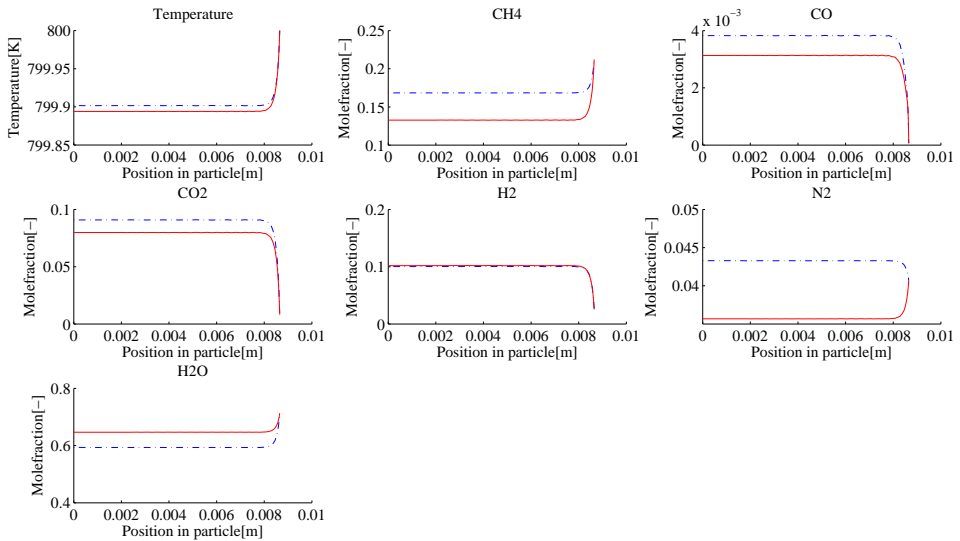 Temperature
Temperature[K]
800
799.95
799.9
799.85
0 0.002 0.004 0.006 0.008 0.01
Position in particle[m]
CH4
Molefraction[−]
0.25
0.2
0.15
0.1
0 0.002 0.004 0.006 0.008 0.01
Position in particle[m]
CO
x 10−3
Molefraction[−]
4
2
0
0 0.002 0.004 0.006 0.008 0.01
Position in particle[m]
CO2
Molefraction[−]
0.1
0.05
0
0 0.002 0.004 0.006 0.008 0.01
Position in particle[m]
H2
Molefraction[−]
0.2
0.1
0
0 0.002 0.004 0.006 0.008 0.01
Position in particle[m]
N2
Molefraction[−]
0.05
0.045
0.04
0 0.002 0.004 0.006 0.008 0.01
Position in particle[m]
H2O
Molefraction[−]
0.8
0.6
0.4
0 0.002 0.004 0.006 0.008 0.01
Position in particle[m]